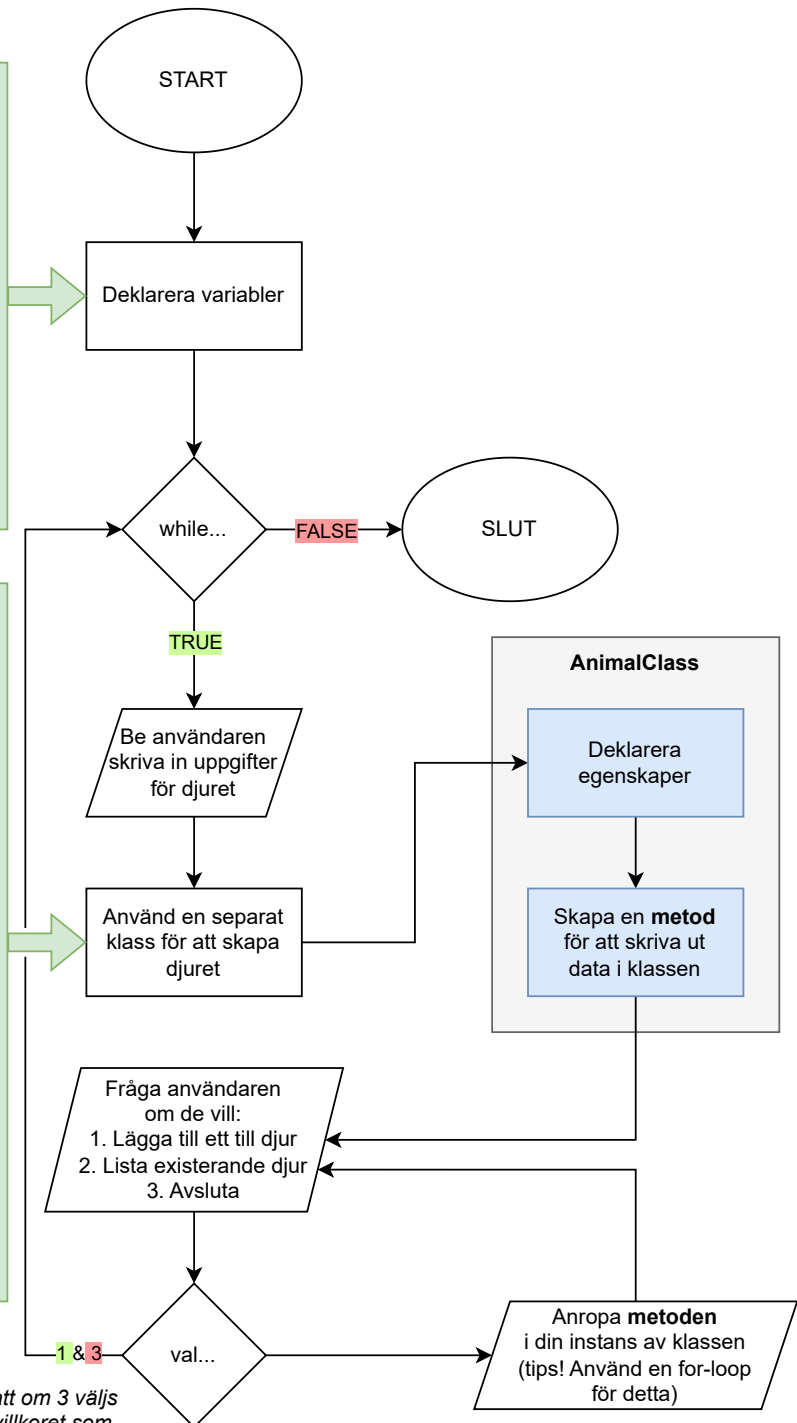 START
Deklarera variabler
while...
FALSE
SLUT
TRUE
AnimalClass
Be användaren
skriva in uppgifter
för djuret
Deklarera
egenskaper
Använd en separat
klass för att skapa
djuret
Skapa en metod
för att skriva ut
data i klassen
Fråga användaren
om de vill:
1. Lägga till ett till djur
2. Lista existerande djur
3. Avsluta
1 & 3
val...
Anropa metoden
i din instans av klassen
(tips! Använd en for-loop
för detta)
att om 3 väljs
villkoret som